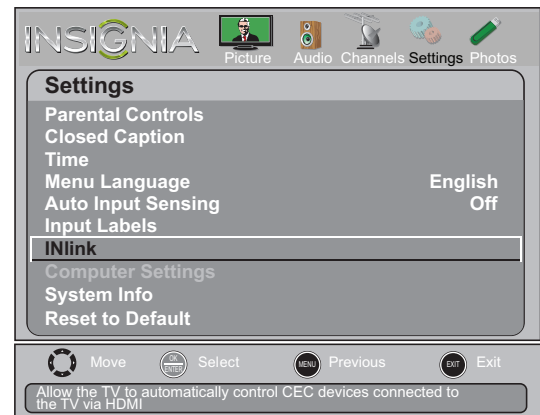 INSIGNIA
Picture Audio Channels Settings Photos
Settings
Parental Controls
Closed Caption
Time
Menu Language English
Auto Input Sensing Off
Input Labels
INlink
Computer Settings
System Info
Reset to Default
Move OK ENTER Select MENU Previous EXIT Exit
Allow the TV to automatically control CEC devices connected to
the TV via HDMI